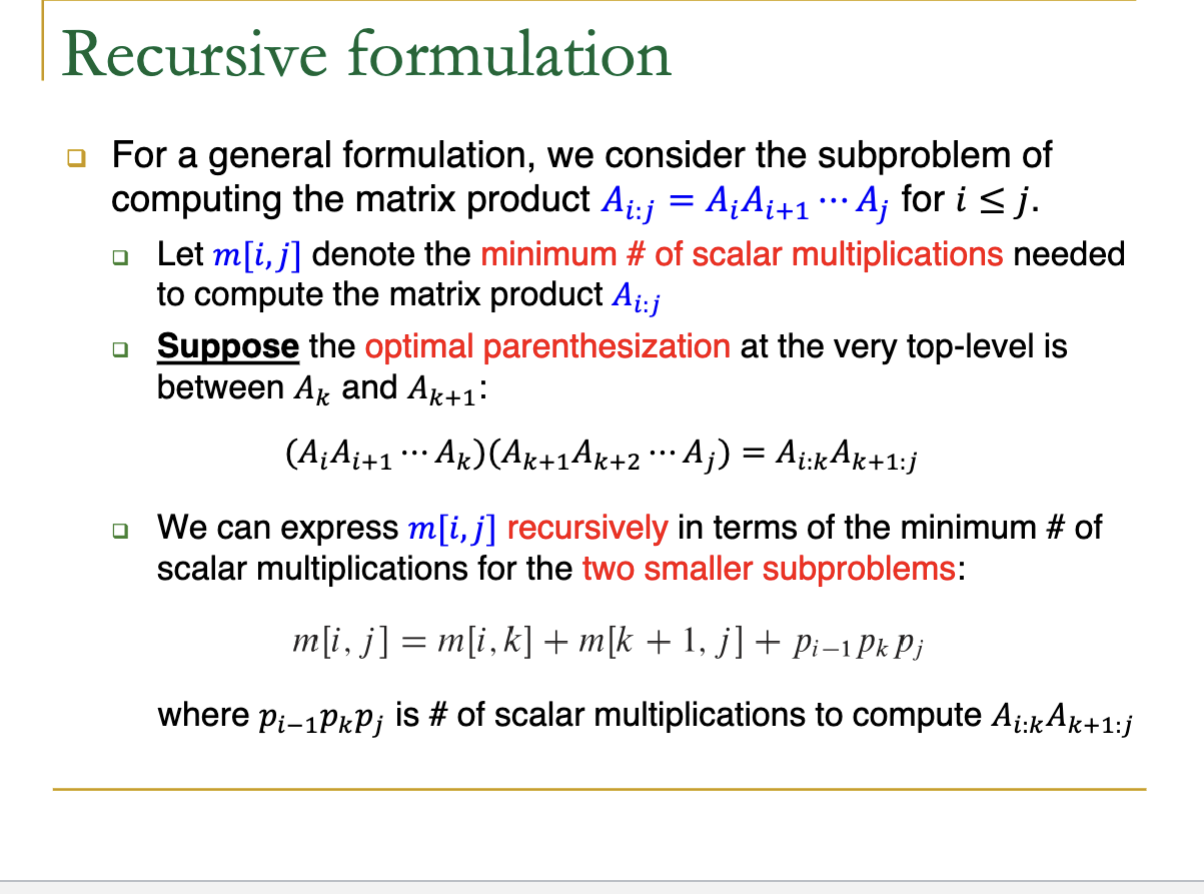 Recursive formulation
For a general formulation, we consider the subproblem of
computing the matrix product A_{i:j} = A_i A_{i+1} ⋯ A_j for i ≤ j.
Let m[i, j] denote the minimum # of scalar multiplications needed
to compute the matrix product A_{i:j}
Suppose the optimal parenthesization at the very top-level is
between A_k and A_{k+1}:
(A_i A_{i+1} ⋯ A_k)(A_{k+1} A_{k+2} ⋯ A_j) = A_{i:k} A_{k+1:j}
We can express m[i, j] recursively in terms of the minimum # of
scalar multiplications for the two smaller subproblems:
m[i, j] = m[i, k] + m[k + 1, j] + p_{i−1} p_k p_j
where p_{i−1} p_k p_j is # of scalar multiplications to compute A_{i:k} A_{k+1:j}